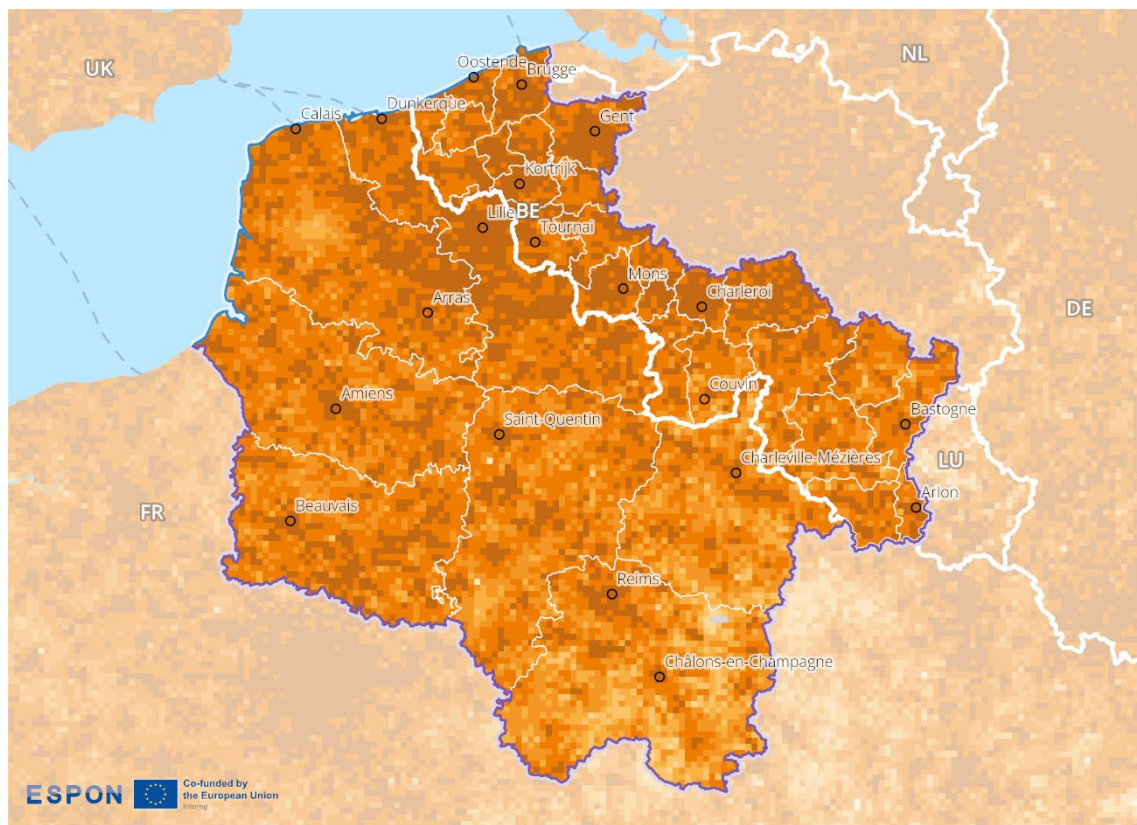 UK
NL
Oostende
Brugge
Calais
Dunkerque
Gent
Kortrijk
Lille
BE
Tournai
Mons
Charleroi
Arras
DE
Couvin
Amiens
Saint-Quentin
Bastogne
Charleville-Mézières
LU
Arlon
FR
Beauvais
Reims
Châlons-en-Champagne
ESPON
Co-funded by
the European Union
Interreg